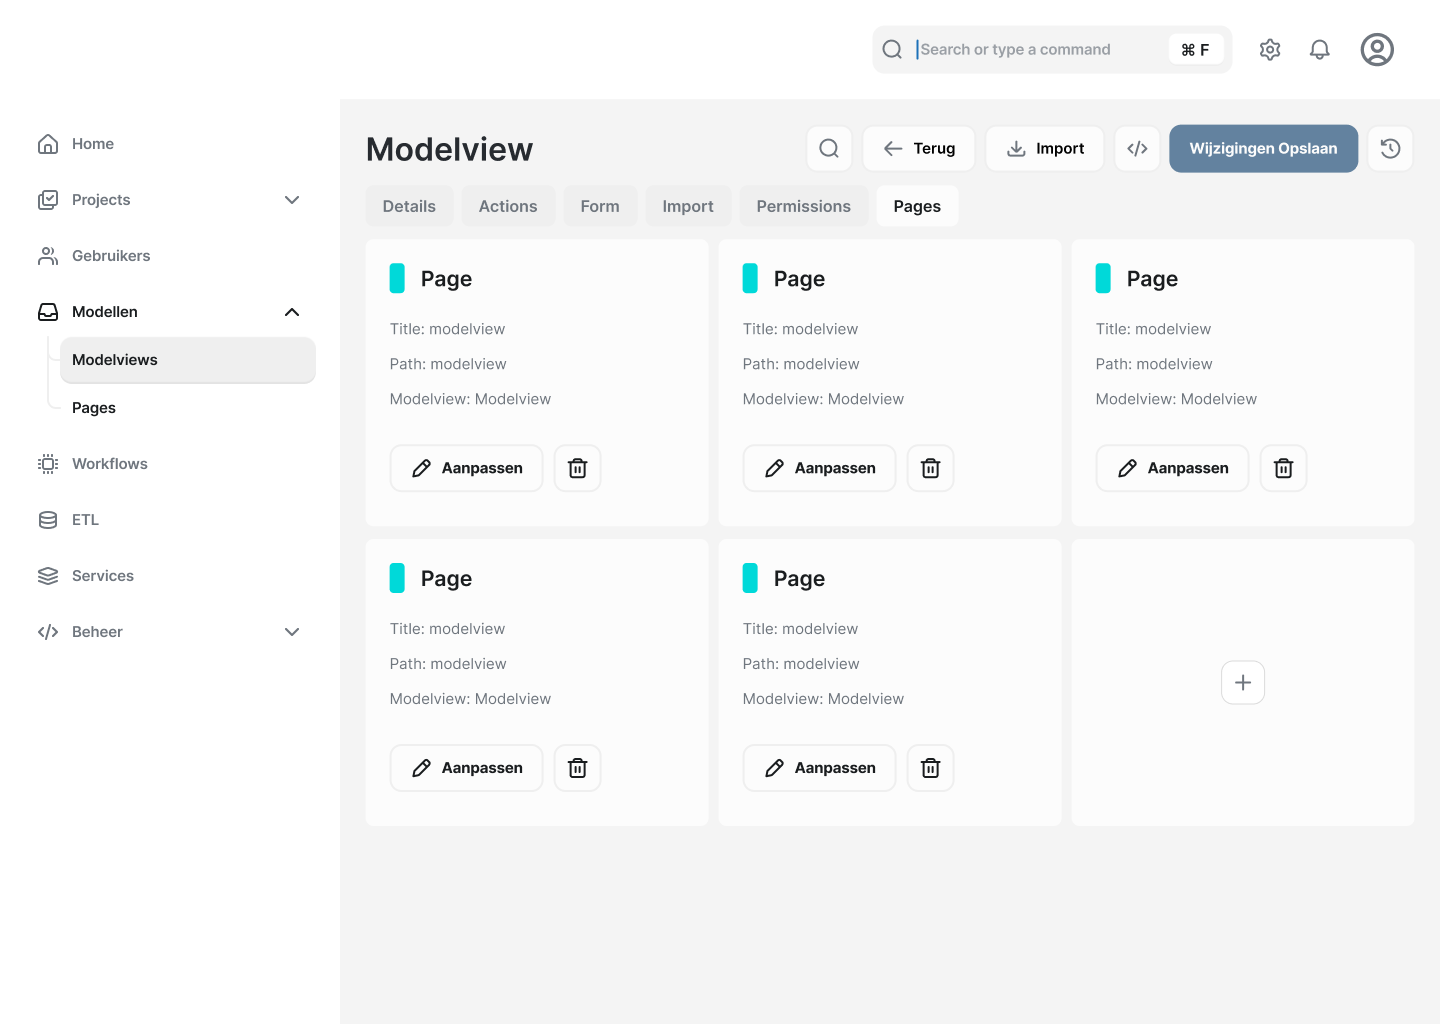 Search or type a command
⌘ F
Home
Projects
Gebruikers
Modellen
Modelviews
Pages
Workflows
ETL
Services
Beheer
Modelview
Terug
Import
Wijzigingen Opslaan
Details
Actions
Form
Import
Permissions
Pages
Page
Title: modelview
Path: modelview
Modelview: Modelview
Aanpassen
Page
Title: modelview
Path: modelview
Modelview: Modelview
Aanpassen
Page
Title: modelview
Path: modelview
Modelview: Modelview
Aanpassen
Page
Title: modelview
Path: modelview
Modelview: Modelview
Aanpassen
Page
Title: modelview
Path: modelview
Modelview: Modelview
Aanpassen